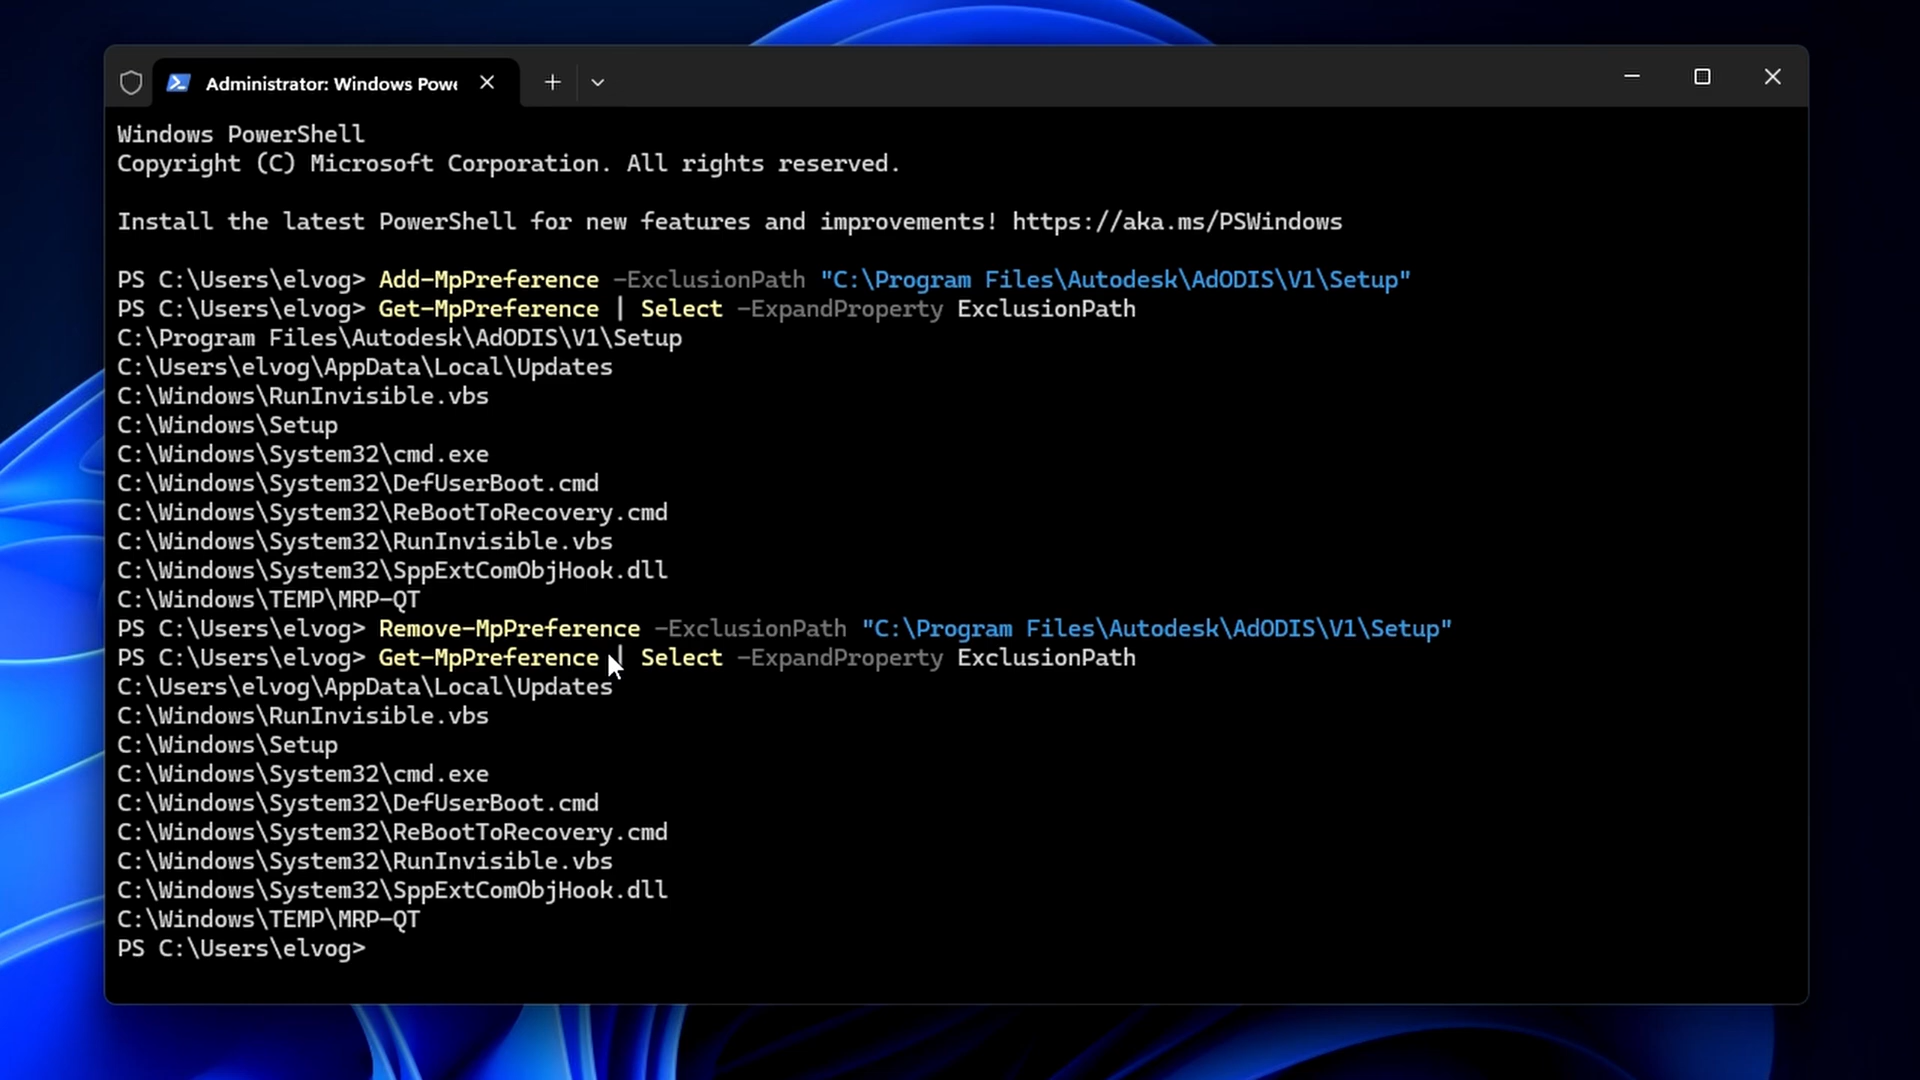 Administrator: Windows Powe
Windows PowerShell
Copyright (C) Microsoft Corporation. All rights reserved.
Install the latest PowerShell for new features and improvements! https://aka.ms/PSWindows
PS C:\Users\elvog> Add-MpPreference -ExclusionPath "C:\Program Files\Autodesk\AdODIS\V1\Setup"
PS C:\Users\elvog> Get-MpPreference | Select -ExpandProperty ExclusionPath
C:\Program Files\Autodesk\AdODIS\V1\Setup
C:\Users\elvog\AppData\Local\Updates
C:\Windows\RunInvisible.vbs
C:\Windows\Setup
C:\Windows\System32\cmd.exe
C:\Windows\System32\DefUserBoot.cmd
C:\Windows\System32\ReBootToRecovery.cmd
C:\Windows\System32\RunInvisible.vbs
C:\Windows\System32\SppExtComObjHook.dll
C:\Windows\TEMP\MRP-QT
PS C:\Users\elvog> Remove-MpPreference -ExclusionPath "C:\Program Files\Autodesk\AdODIS\V1\Setup"
PS C:\Users\elvog> Get-MpPreference | Select -ExpandProperty ExclusionPath
C:\Users\elvog\AppData\Local\Updates
C:\Windows\RunInvisible.vbs
C:\Windows\Setup
C:\Windows\System32\cmd.exe
C:\Windows\System32\DefUserBoot.cmd
C:\Windows\System32\ReBootToRecovery.cmd
C:\Windows\System32\RunInvisible.vbs
C:\Windows\System32\SppExtComObjHook.dll
C:\Windows\TEMP\MRP-QT
PS C:\Users\elvog>